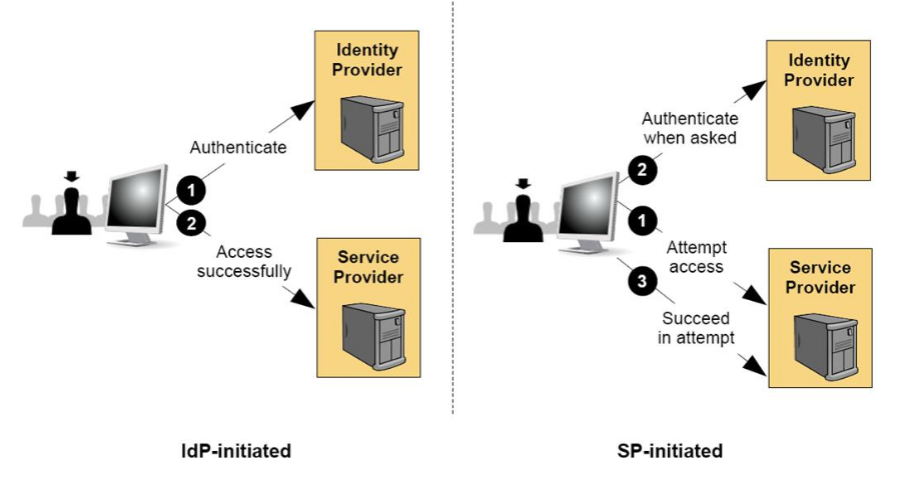 Identity
Provider
Authenticate
1
2
Access
successfully
Service
Provider
IdP-initiated
Identity
Provider
Authenticate
when asked
2
1
Attempt
access
3
Succeed
in attempt
Service
Provider
SP-initiated